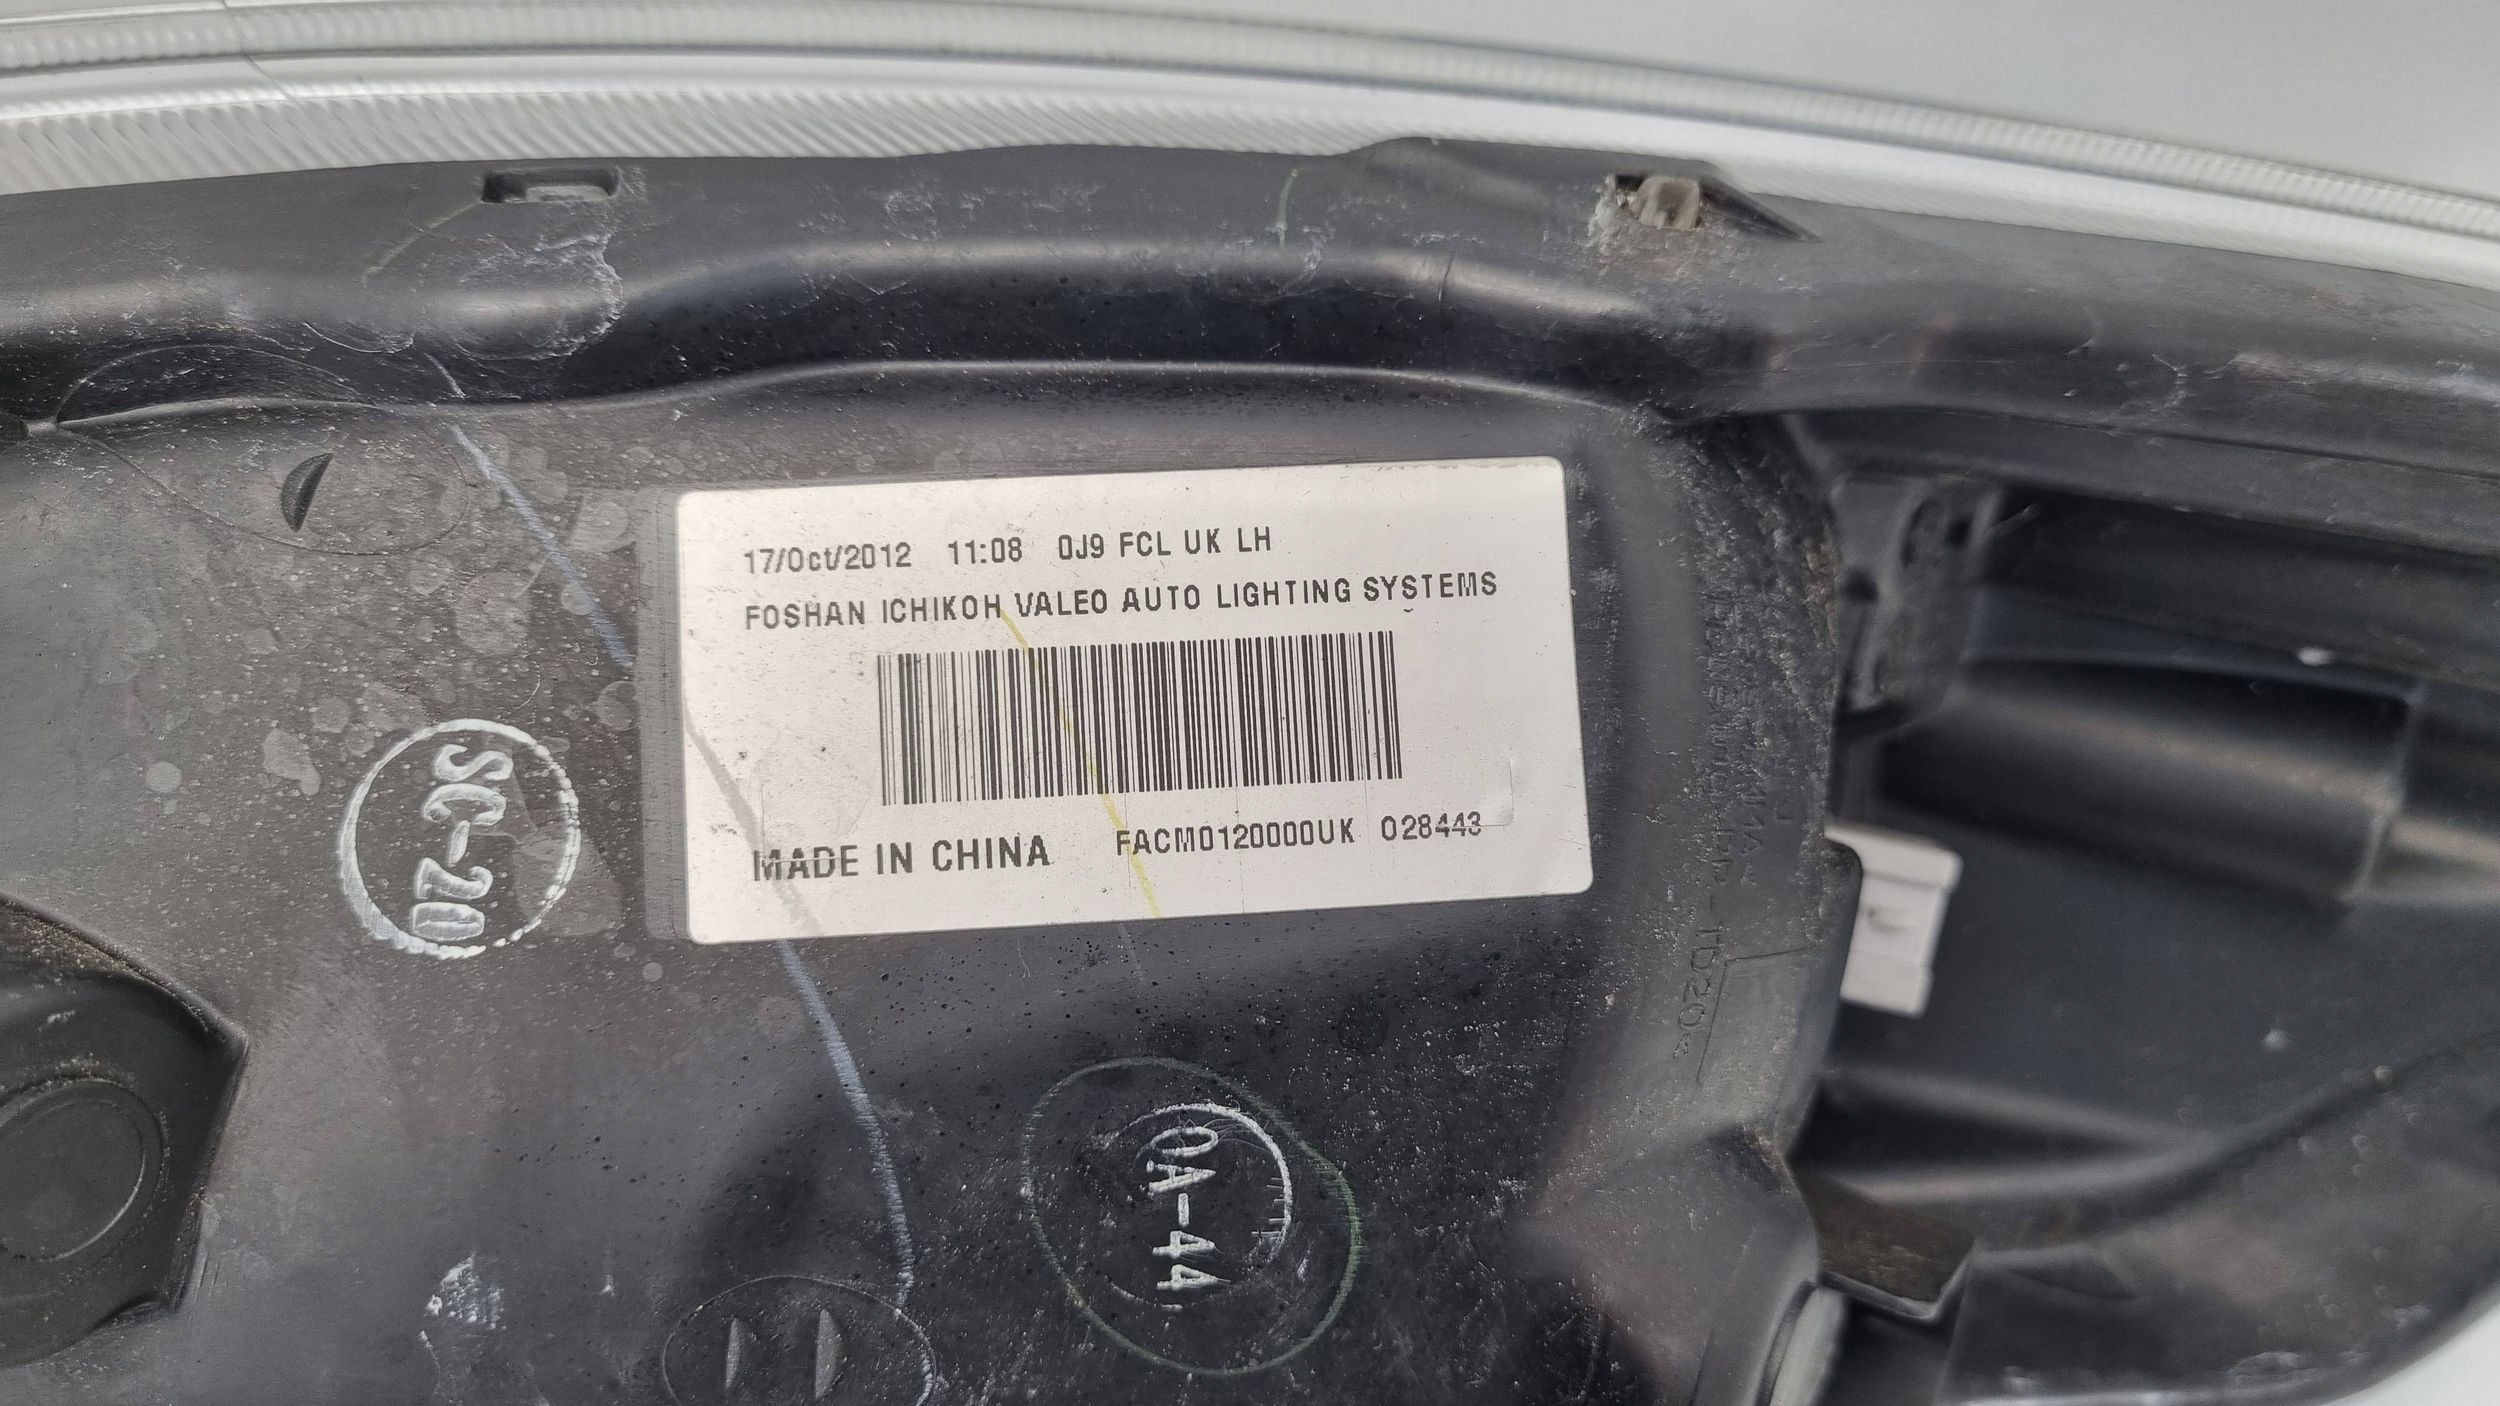 17/Oct/2012 11:08 0J9 FCL UK LH
FOSHAN ICHIKOH VALEO AUTO LIGHTING SYSTEMS
MADE IN CHINA FACM0120000UK 028443
SC-20
0A-44